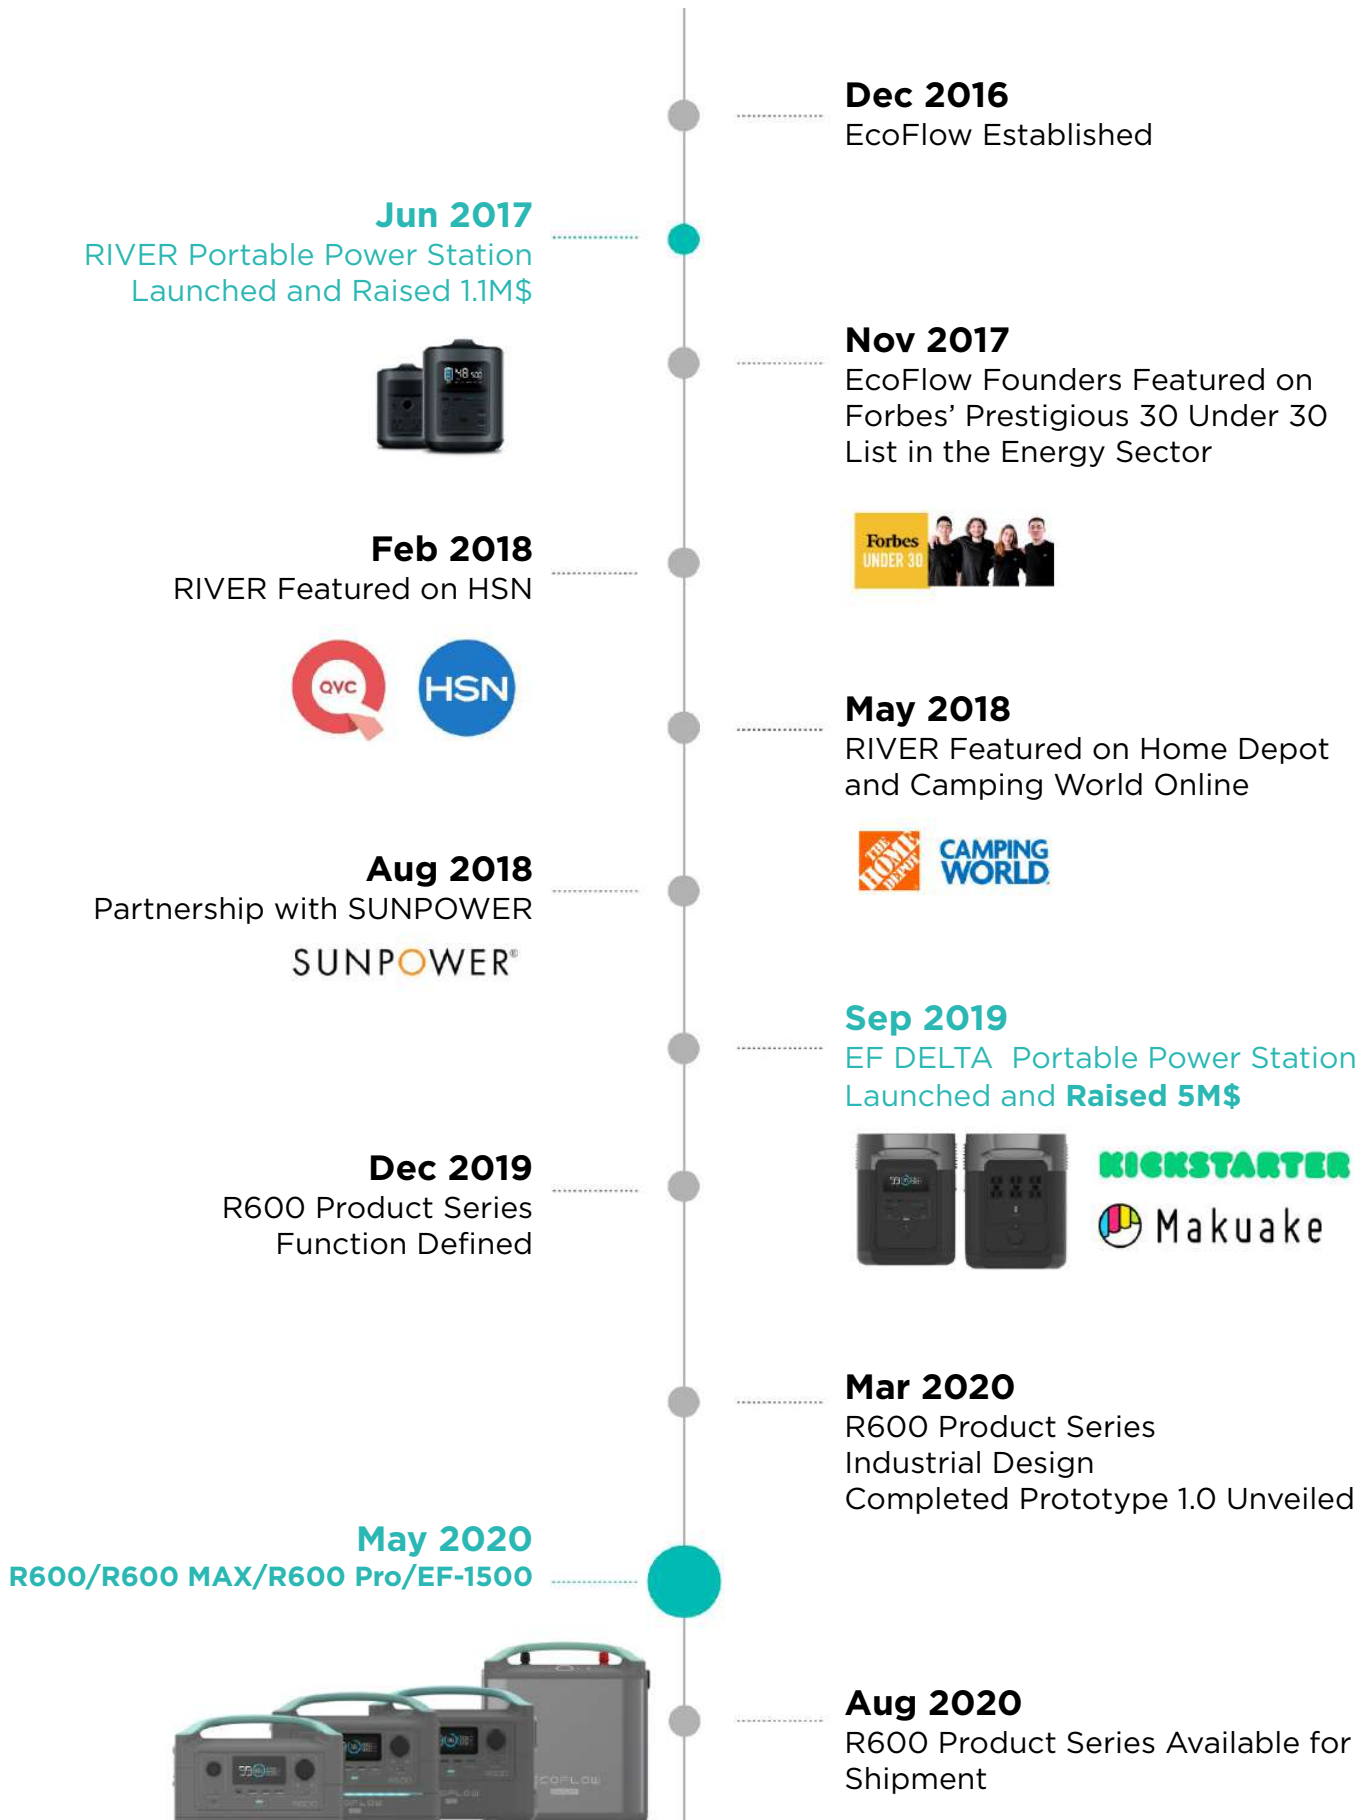 Dec 2016
EcoFlow Established
Jun 2017
RIVER Portable Power Station
Launched and Raised 1.1M$
Nov 2017
EcoFlow Founders Featured on
Forbes’ Prestigious 30 Under 30
List in the Energy Sector
Forbes
UNDER 30
Feb 2018
RIVER Featured on HSN
QVC
HSN
May 2018
RIVER Featured on Home Depot
and Camping World Online
THE
HOME
DEPOT
CAMPING
WORLD
Aug 2018
Partnership with SUNPOWER
SUNPOWER®
Sep 2019
EF DELTA Portable Power Station
Launched and Raised 5M$
KICKSTARTER
Makuake
Dec 2019
R600 Product Series
Function Defined
Mar 2020
R600 Product Series
Industrial Design
Completed Prototype 1.0 Unveiled
May 2020
R600/R600 MAX/R600 Pro/EF-1500
ECOFLOW
Aug 2020
R600 Product Series Available for
Shipment